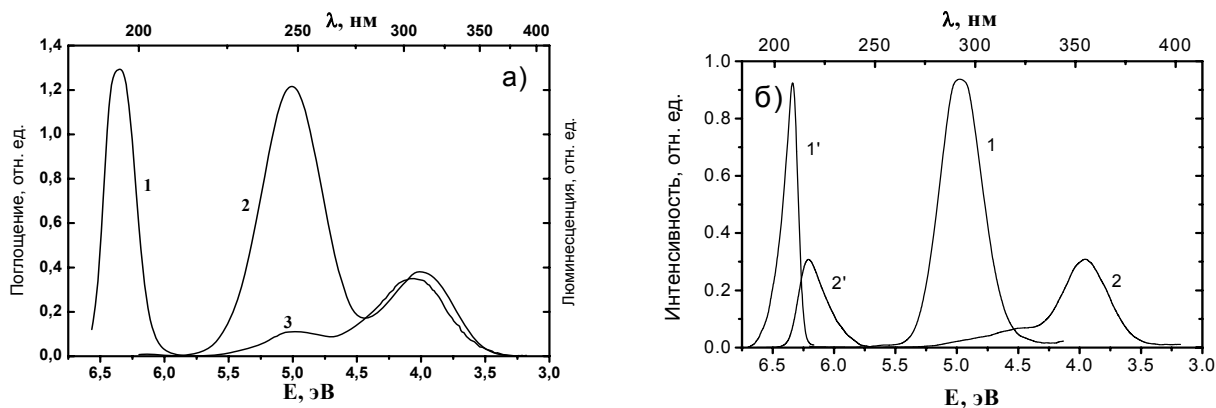 λ, нм
200 250 300 350 400
1,4
1,2
1,0
0,8
0,6
0,4
0,2
0,0
Поглощение, отн. ед.
Люминесценция, отн. ед.
а)
1
2
3
6,5 6,0 5,5 5,0 4,5 4,0 3,5 3,0
E, эВ
λ, нм
200 250 300 350 400
1.0
0.8
0.6
0.4
0.2
0.0
Интенсивность, отн. ед.
б)
1'
1
2'
2
6.5 6.0 5.5 5.0 4.5 4.0 3.5 3.0
E, эВ